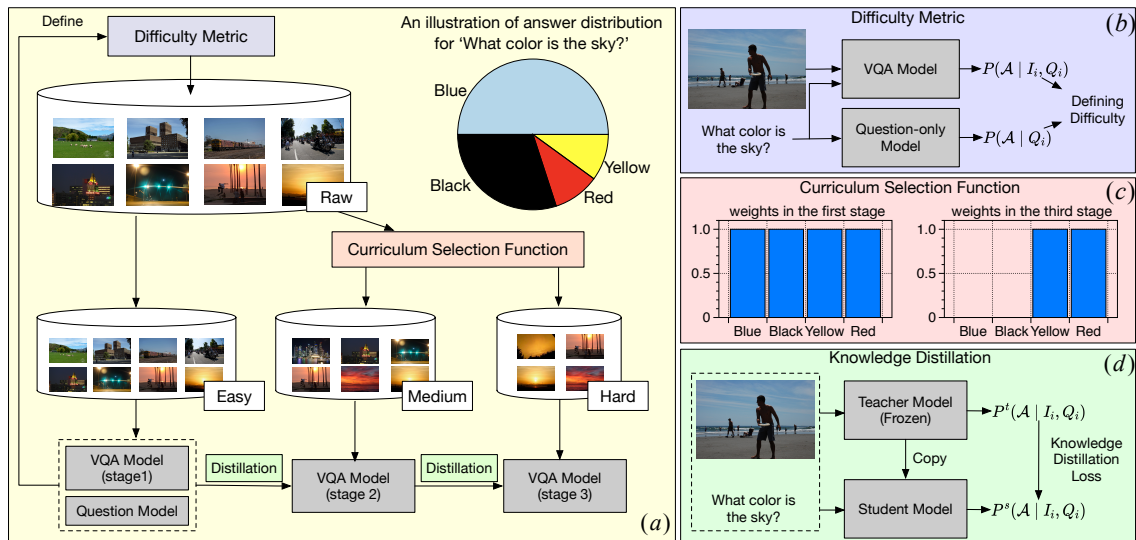 Define
Difficulty Metric
An illustration of answer distribution
for ‘What color is the sky?’
Blue
Black
Yellow
Red
Raw
Curriculum Selection Function
Easy
Medium
Hard
VQA Model
(stage1)
Question Model
Distillation
VQA Model
(stage 2)
Distillation
VQA Model
(stage 3)
(a)
Difficulty Metric
(b)
What color is
the sky?
VQA Model
Question-only
Model
P(𝒜 | I_i, Q_i)
P(𝒜 | Q_i)
Defining
Difficulty
Curriculum Selection Function
(c)
weights in the first stage
1.0
0.5
0
Blue Black Yellow Red
weights in the third stage
1.0
0.5
0
Blue Black Yellow Red
Knowledge Distillation
(d)
What color is
the sky?
Teacher Model
(Frozen)
Copy
Student Model
P^t(𝒜 | I_i, Q_i)
Knowledge
Distillation
Loss
P^s(𝒜 | I_i, Q_i)